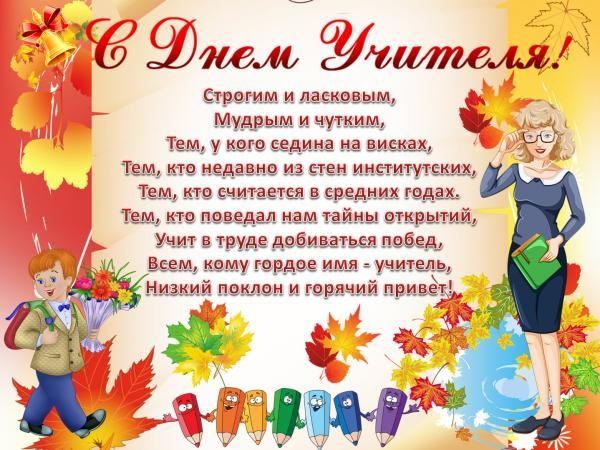 С Днем Учителя!
Строгим и ласковым,
Мудрым и чутким,
Тем, у кого седина на висках,
Тем, кто недавно из стен институтских,
Тем, кто считается в средних годах.
Тем, кто поведал нам тайны открытий,
Учит в труде добиваться побед,
Всем, кому гордое имя - учитель,
Низкий поклон и горячий привет!